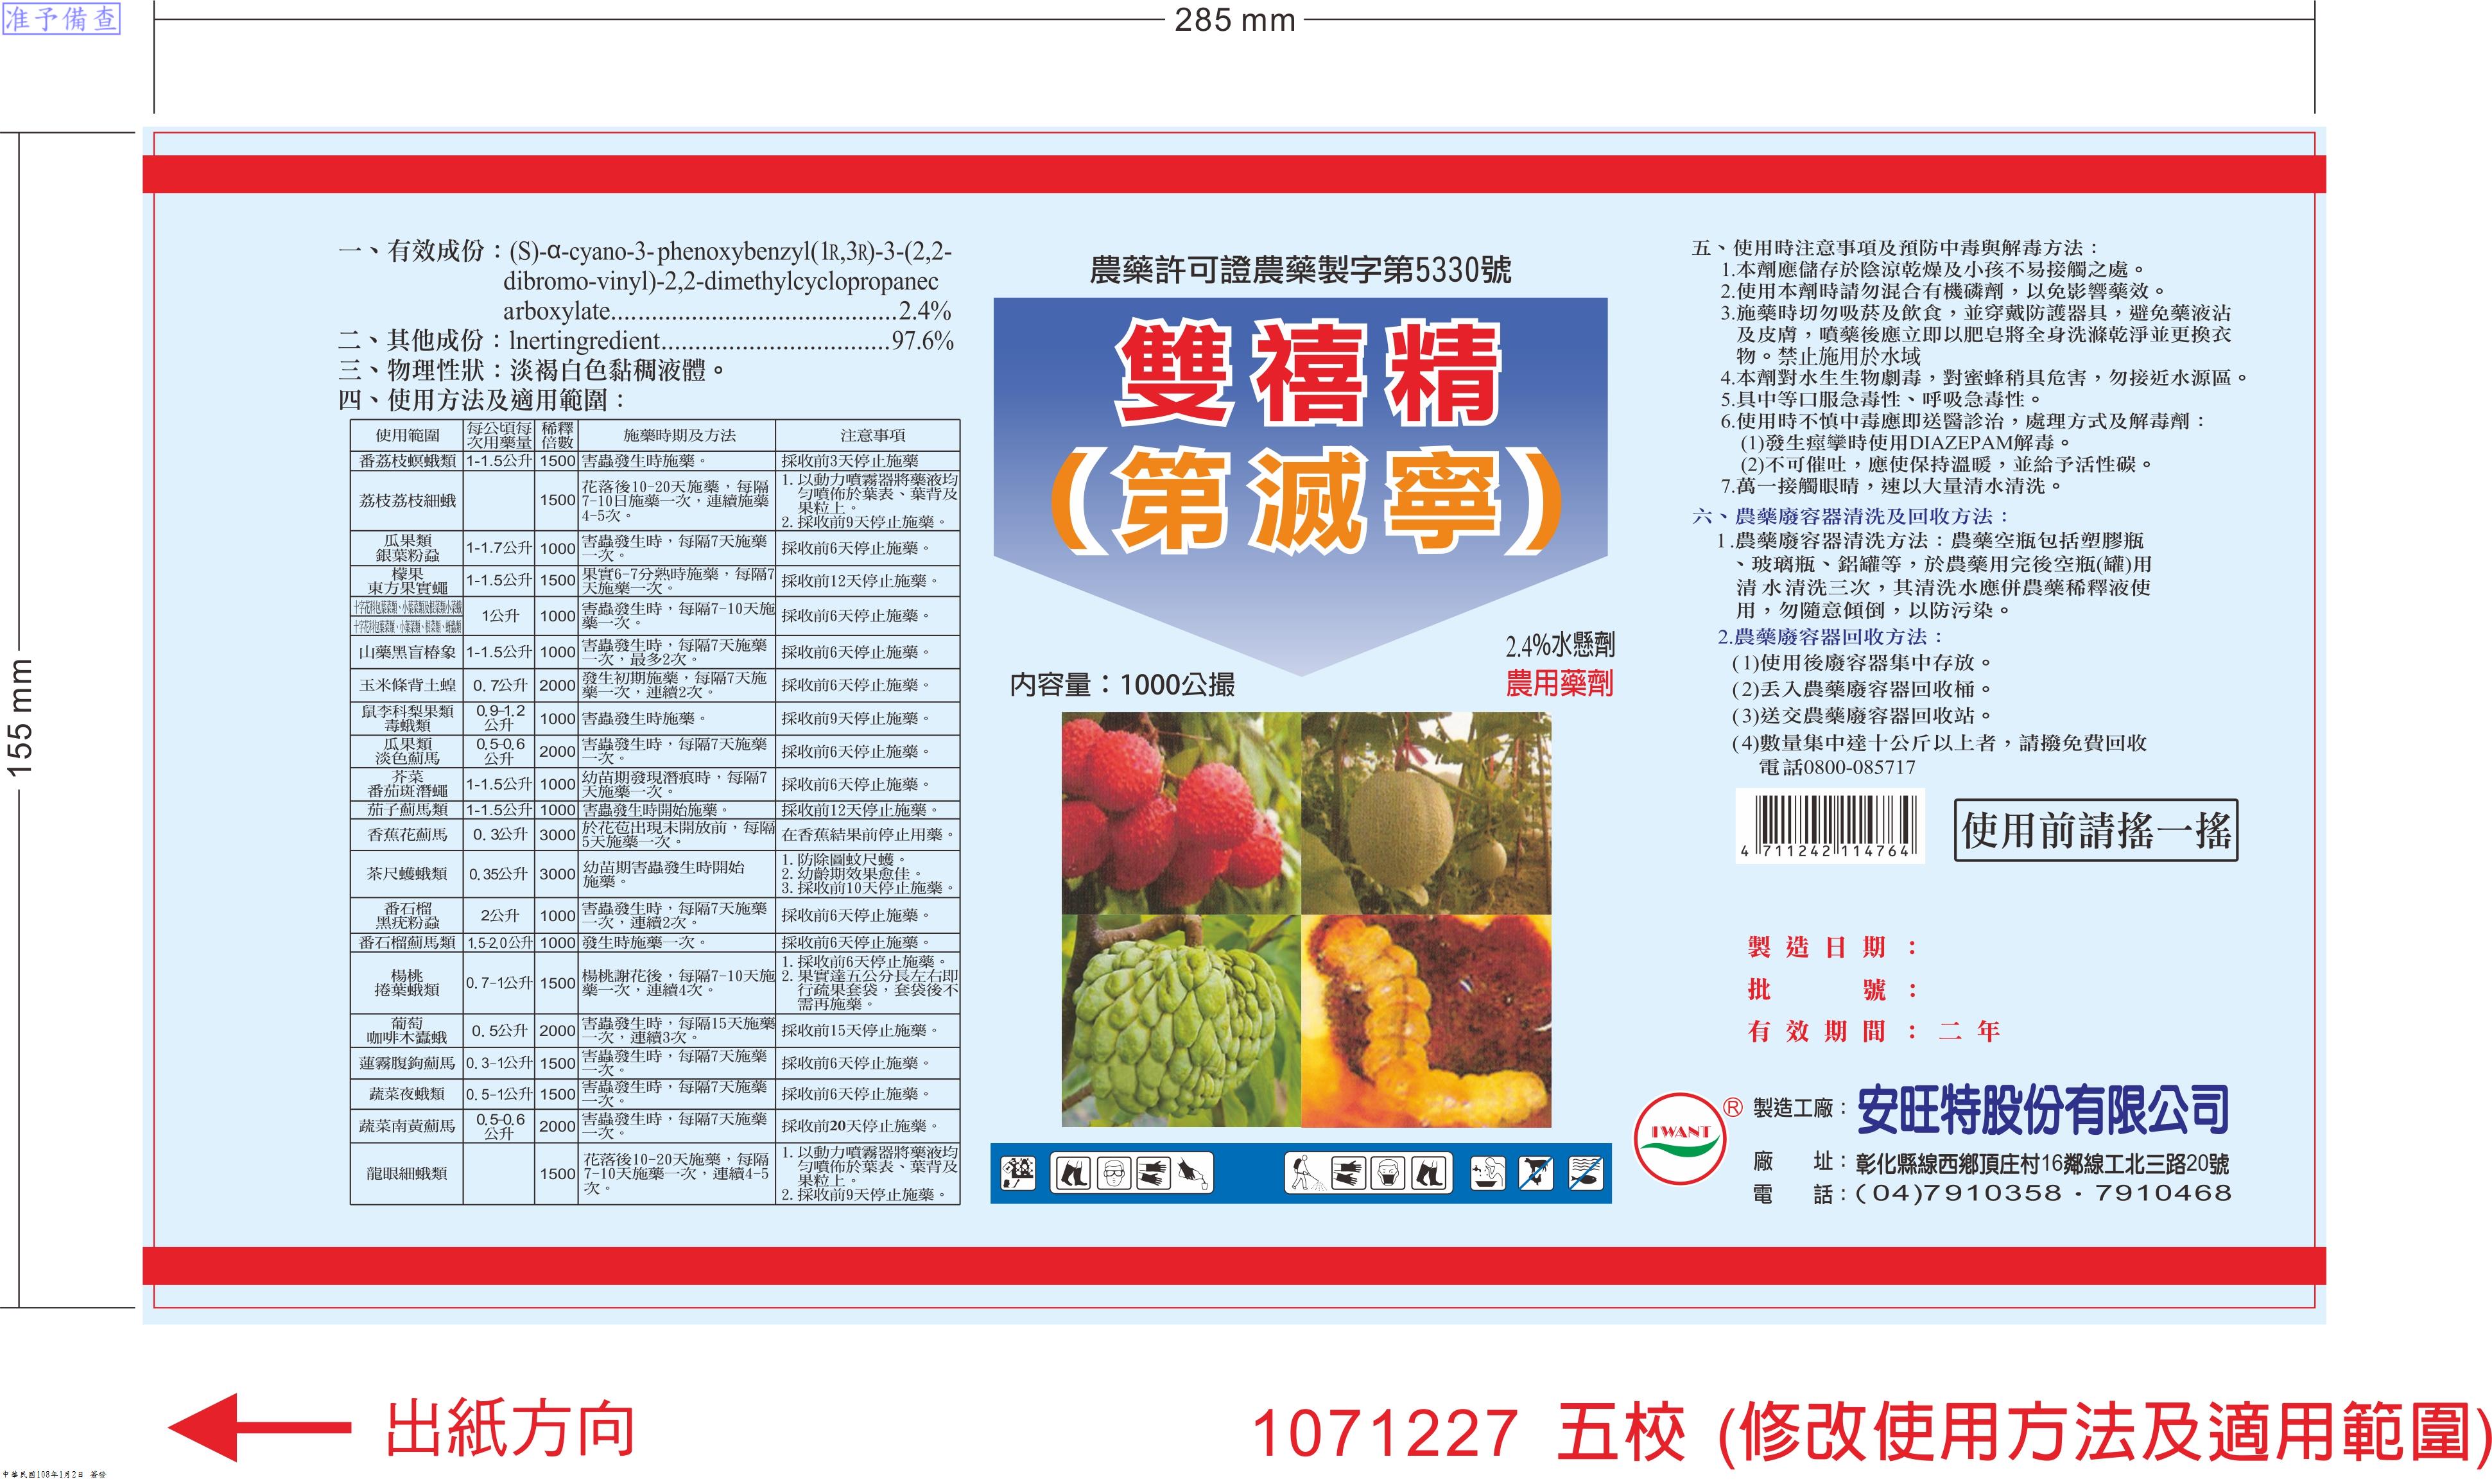 准予備查
285 mm
155 mm
一、有效成份：(S)-α-cyano-3-phenoxybenzyl(1R,3R)-3-(2,2-
dibromo-vinyl)-2,2-dimethylcyclopropanec
arboxylate..........................................2.4%
二、其他成份：lnertingredient..................................97.6%
三、物理性狀：淡褐白色黏稠液體。
四、使用方法及適用範圍：
使用範圍 每公頃每次用藥量 稀釋倍數 施藥時期及方法 注意事項
番荔枝螟蛾類 1-1.5公升 1500 害蟲發生時施藥。 採收前3天停止施藥
荔枝荔枝細蛾 1500 花落後10-20天施藥，每隔7-10日施藥一次，連續施藥4-5次。 1. 以動力噴霧器將藥液均勻噴佈於葉表、葉背及果粒上。 2. 採收前9天停止施藥。
瓜果類銀葉粉蝨 1-1.7公升 1000 害蟲發生時，每隔7天施藥一次。 採收前6天停止施藥。
檬果東方果實蠅 1-1.5公升 1500 果實6-7分熟時施藥，每隔7天施藥一次。 採收前12天停止施藥。
十字花科包葉菜類、小葉菜類及根菜類小菜蛾
十字花科包葉菜類、小葉菜類、根菜類、蚜蟲類
1公升 1000 害蟲發生時，每隔7-10天施藥一次。 採收前6天停止施藥。
山藥黑盲椿象 1-1.5公升 1000 害蟲發生時，每隔7天施藥一次，最多2次。 採收前6天停止施藥。
玉米條背土蝗 0.7公升 2000 發生初期施藥，每隔7天施藥一次，連續2次。 採收前6天停止施藥。
鼠李科梨果類毒蛾類 0.9-1.2公升 1000 害蟲發生時施藥。 採收前9天停止施藥。
瓜果類淡色薊馬 0.5-0.6公升 2000 害蟲發生時，每隔7天施藥一次。 採收前6天停止施藥。
芥菜番茄斑潛蠅 1-1.5公升 1000 幼苗期發現潛痕時，每隔7天施藥一次。 採收前6天停止施藥。
茄子薊馬類 1-1.5公升 1000 害蟲發生時開始施藥。 採收前12天停止施藥。
香蕉花薊馬 0.3公升 3000 於花苞出現未開放前，每隔5天施藥一次。 在香蕉結果前停止用藥。
茶尺蠖蛾類 0.35公升 3000 幼苗期害蟲發生時開始施藥。 1. 防除圖蚊尺蠖。 2. 幼齡期效果愈佳。 3. 採收前10天停止施藥。
番石榴黑疣粉蝨 2公升 1000 害蟲發生時，每隔7天施藥一次，連續2次。 採收前6天停止施藥。
番石榴薊馬類 1.5-2.0公升 1000 發生時施藥一次。 採收前6天停止施藥。
楊桃捲葉蛾類 0.7-1公升 1500 楊桃謝花後，每隔7-10天施藥一次，連續4次。 1. 採收前6天停止施藥。 2. 果實達五公分長左右即行疏果套袋，套袋後不需再施藥。
葡萄咖啡木蠹蛾 0.5公升 2000 害蟲發生時，每隔15天施藥一次，連續3次。 採收前15天停止施藥。
蓮霧腹鉤薊馬 0.3-1公升 1500 害蟲發生時，每隔7天施藥一次。 採收前6天停止施藥。
蔬菜夜蛾類 0.5-1公升 1500 害蟲發生時，每隔7天施藥一次。 採收前6天停止施藥。
蔬菜南黃薊馬 0.5-0.6公升 2000 害蟲發生時，每隔7天施藥一次。 採收前20天停止施藥。
龍眼細蛾類 1500 花落後10-20天施藥，每隔7-10天施藥一次，連續4-5次。 1. 以動力噴霧器將藥液均勻噴佈於葉表、葉背及果粒上。 2. 採收前9天停止施藥。
農藥許可證農藥製字第5330號
雙禧精
(第滅寧)
2.4%水懸劑
內容量：1000公撮
農用藥劑
五、使用時注意事項及預防中毒與解毒方法：
1.本劑應儲存於陰涼乾燥及小孩不易接觸之處。
2.使用本劑時請勿混合有機磷劑，以免影響藥效。
3.施藥時切勿吸菸及飲食，並穿戴防護器具，避免藥液沾
及皮膚，噴藥後應立即以肥皂將全身洗滌乾淨並更換衣
物。禁止施用於水域
4.本劑對水生生物劇毒，對蜜蜂稍具危害，勿接近水源區。
5.具中等口服急毒性、呼吸急毒性。
6.使用時不慎中毒應即送醫診治，處理方式及解毒劑：
(1)發生痙攣時使用DIAZEPAM解毒。
(2)不可催吐，應使保持溫暖，並給予活性碳。
7.萬一接觸眼睛，速以大量清水清洗。
六、農藥廢容器清洗及回收方法：
1.農藥廢容器清洗方法：農藥空瓶包括塑膠瓶
、玻璃瓶、鋁罐等，於農藥用完後空瓶(罐)用
清水清洗三次，其清洗水應併農藥稀釋液使
用，勿隨意傾倒，以防污染。
2.農藥廢容器回收方法：
(1)使用後廢容器集中存放。
(2)丟入農藥廢容器回收桶。
(3)送交農藥廢容器回收站。
(4)數量集中達十公斤以上者，請撥免費回收
電話0800-085717
4 711242 114764
使用前請搖一搖
製造日期：
批號：
有效期間：二年
IWANT ®
製造工廠：安旺特股份有限公司
廠址：彰化縣線西鄉頂庄村16鄰線工北三路20號
電話：(04)7910358・7910468
出紙方向
1071227 五校 (修改使用方法及適用範圍)
中華民國108年1月2日 簽發